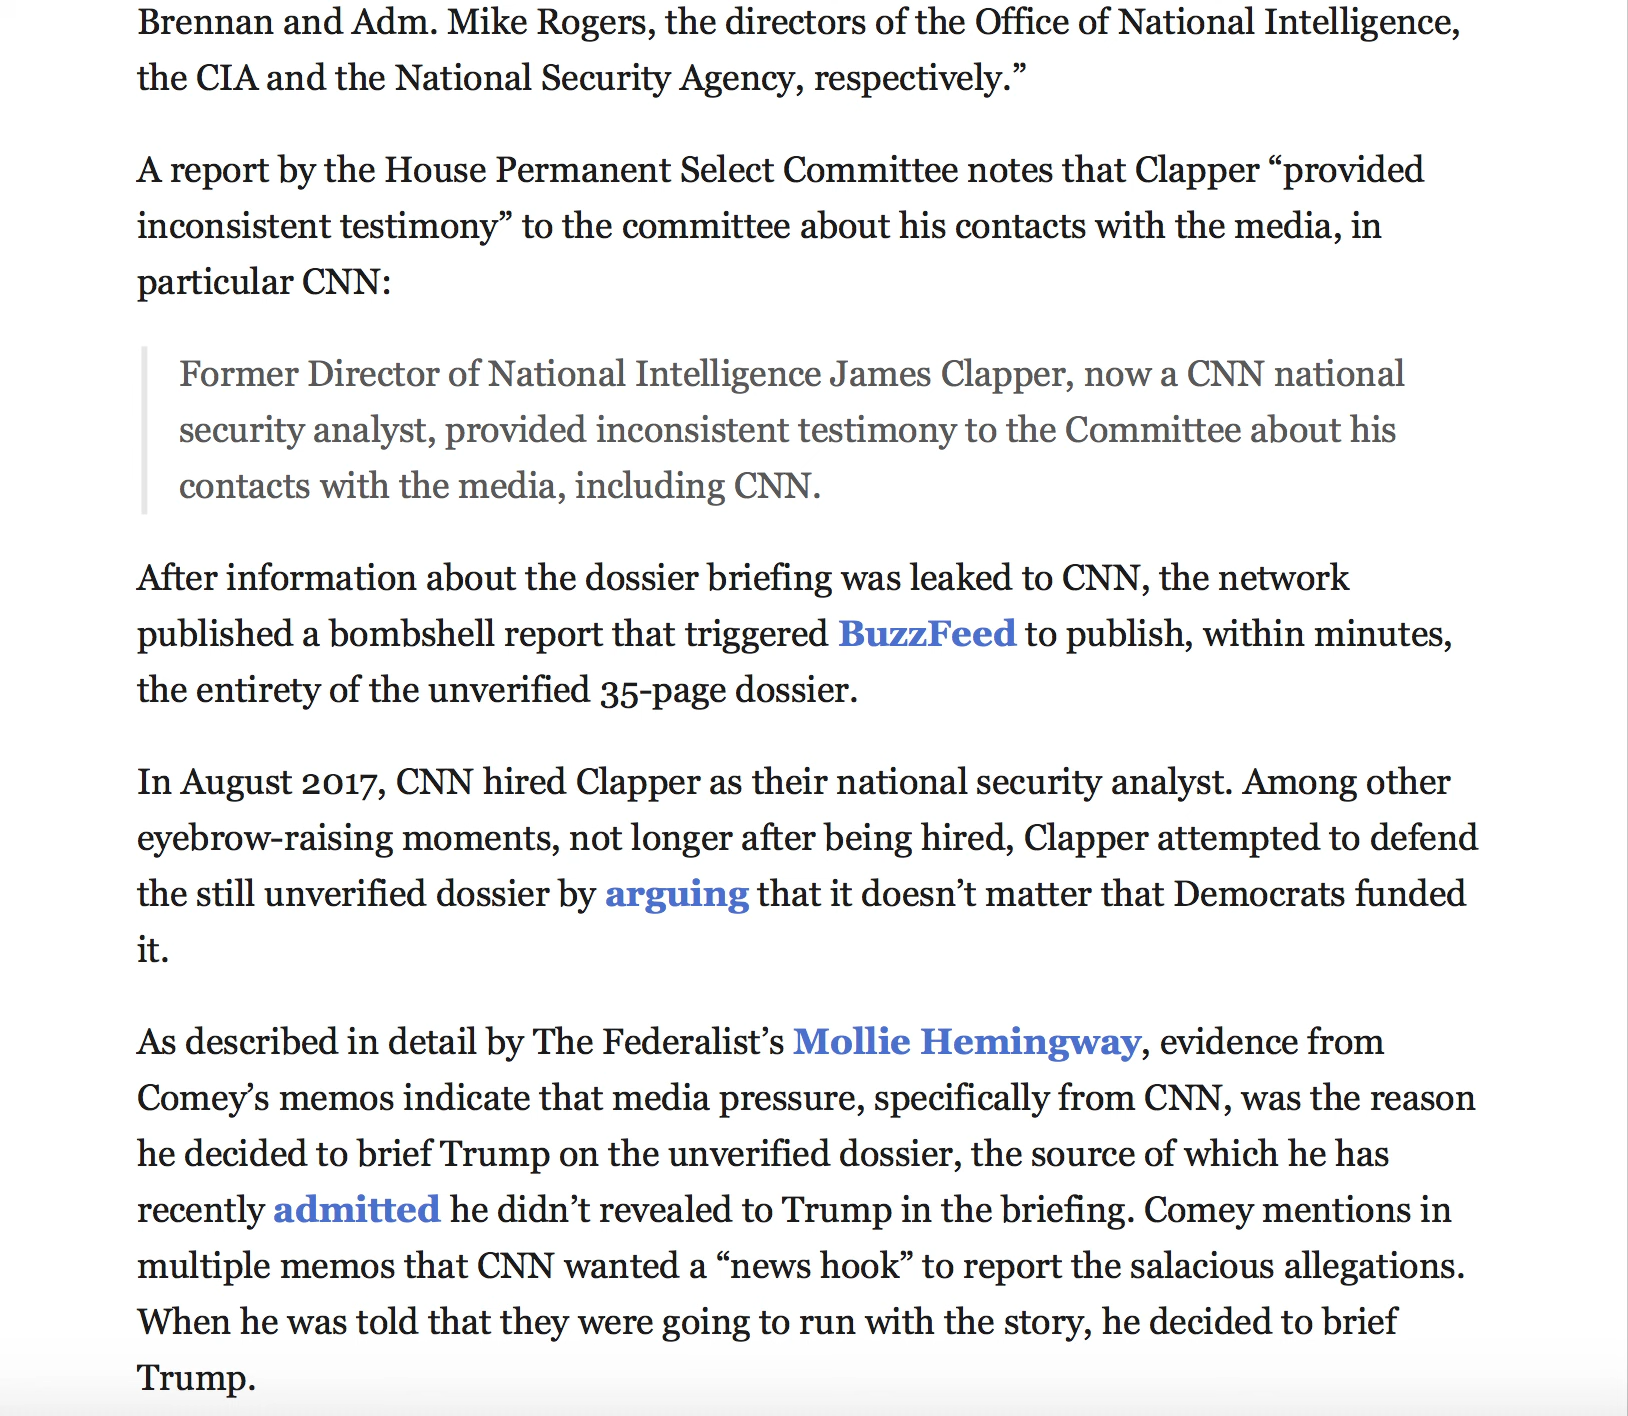 Brennan and Adm. Mike Rogers, the directors of the Office of National Intelligence,
the CIA and the National Security Agency, respectively.”
A report by the House Permanent Select Committee notes that Clapper “provided
inconsistent testimony” to the committee about his contacts with the media, in
particular CNN:
Former Director of National Intelligence James Clapper, now a CNN national
security analyst, provided inconsistent testimony to the Committee about his
contacts with the media, including CNN.
After information about the dossier briefing was leaked to CNN, the network
published a bombshell report that triggered BuzzFeed to publish, within minutes,
the entirety of the unverified 35-page dossier.
In August 2017, CNN hired Clapper as their national security analyst. Among other
eyebrow-raising moments, not longer after being hired, Clapper attempted to defend
the still unverified dossier by arguing that it doesn’t matter that Democrats funded
it.
As described in detail by The Federalist’s Mollie Hemingway, evidence from
Comey’s memos indicate that media pressure, specifically from CNN, was the reason
he decided to brief Trump on the unverified dossier, the source of which he has
recently admitted he didn’t revealed to Trump in the briefing. Comey mentions in
multiple memos that CNN wanted a “news hook” to report the salacious allegations.
When he was told that they were going to run with the story, he decided to brief
Trump.